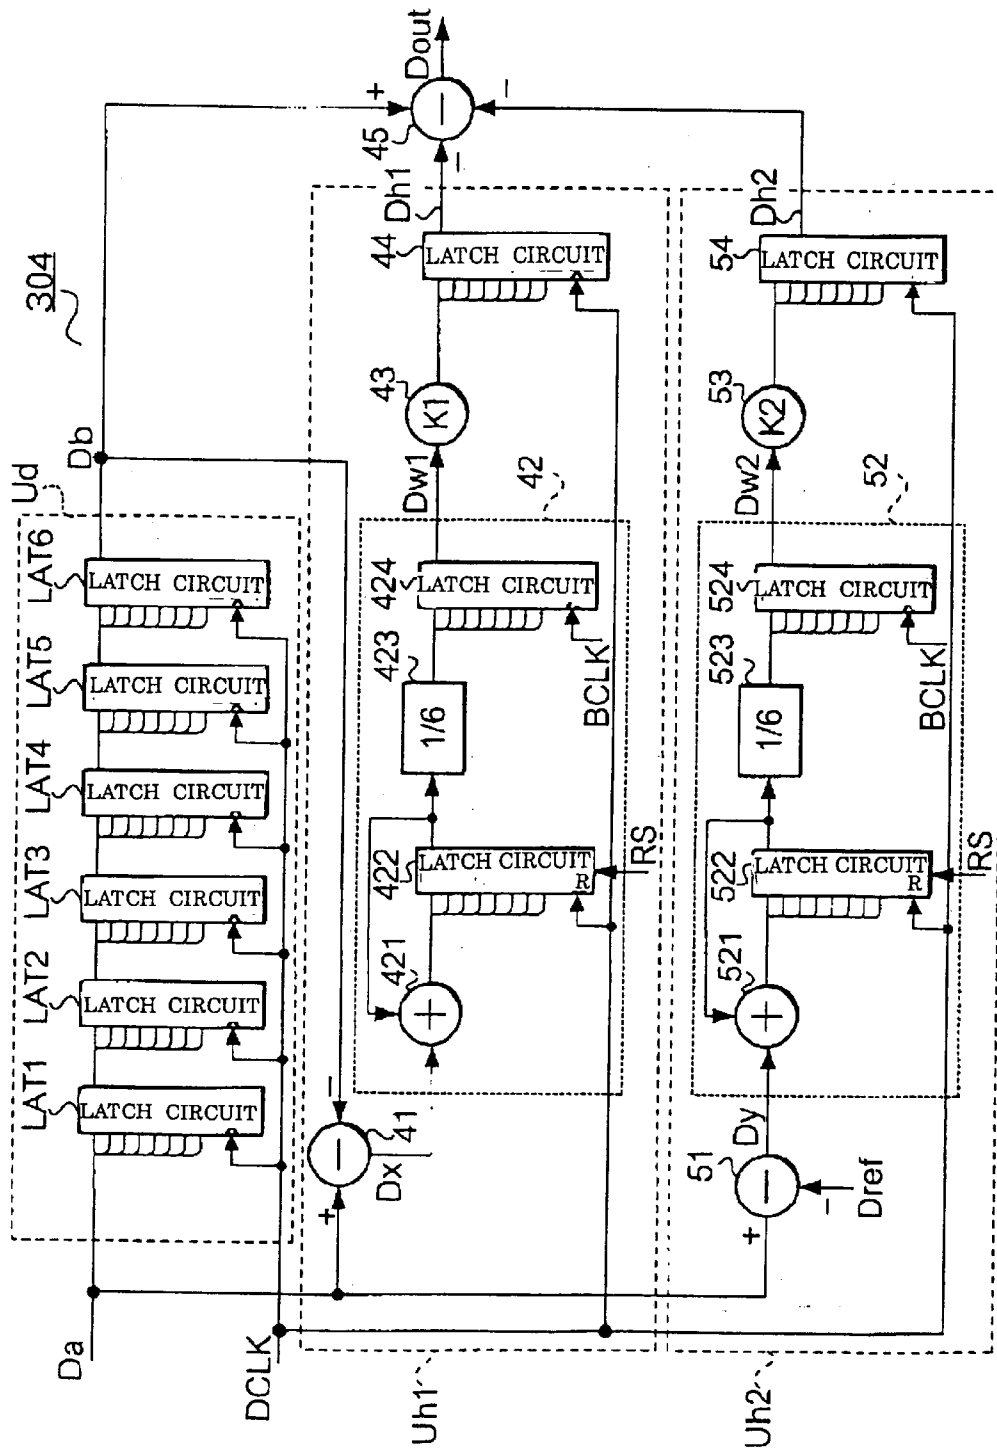 304
Ud
LAT1
LAT2
LAT3
LAT4
LAT5
LAT6
LATCH CIRCUIT
LATCH CIRCUIT
LATCH CIRCUIT
LATCH CIRCUIT
LATCH CIRCUIT
LATCH CIRCUIT
Da
Db
DCLK
+
−
45
Dout
−
−
+
−
41
Dx
−
421
+
422
LATCH CIRCUIT
R
RS
423
1/6
424
LATCH CIRCUIT
BCLK
42
Dw1
43
K1
44
LATCH CIRCUIT
Dh1
Uh1
+
51
−
−
Dref
Dy
521
+
522
LATCH CIRCUIT
R
RS
523
1/6
524
LATCH CIRCUIT
BCLK
52
Dw2
53
K2
54
LATCH CIRCUIT
Dh2
Uh2